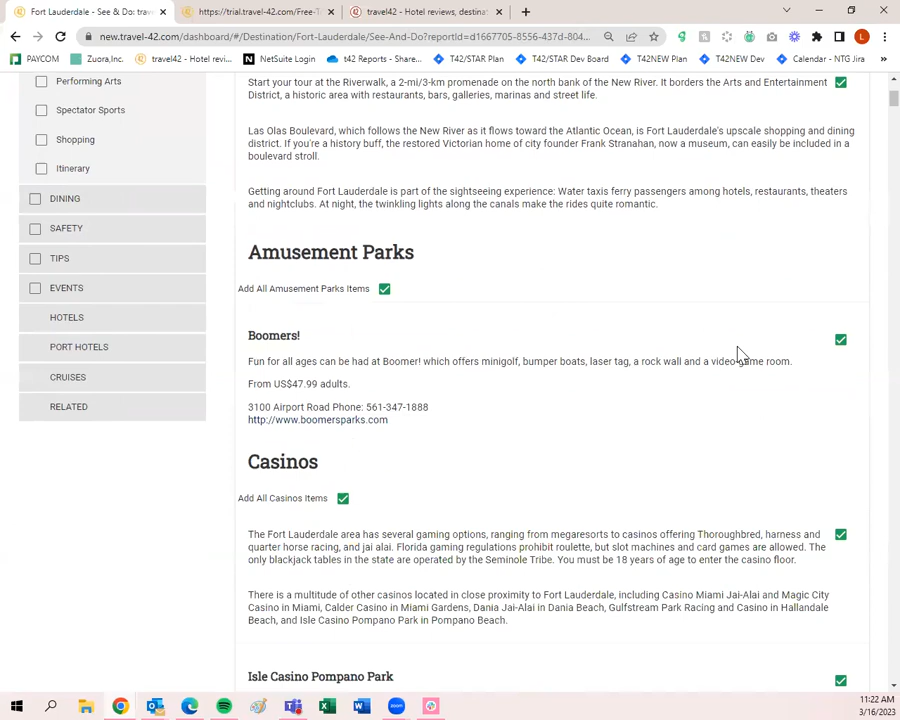 Fort Lauderdale - See & Do: trav
https://trial.travel-42.com/Free-T
travel42 - Hotel reviews, destinat
new.travel-42.com/dashboard/#/Destination/Fort-Lauderdale/See-And-Do?reportId=d1667705-8556-437d-804...
PAYCOM
Zuora,Inc.
travel42 - Hotel revi...
NetSuite Login
t42 Reports - Share...
T42/STAR Plan
T42/STAR Dev Board
T42NEW Plan
T42NEW Dev
Calendar - NTG Jira
Performing Arts
Spectator Sports
Shopping
Itinerary
DINING
SAFETY
TIPS
EVENTS
HOTELS
PORT HOTELS
CRUISES
RELATED
Start your tour at the Riverwalk, a 2-mi/3-km promenade on the north bank of the New River. It borders the Arts and Entertainment
District, a historic area with restaurants, bars, galleries, marinas and street life.
Las Olas Boulevard, which follows the New River as it flows toward the Atlantic Ocean, is Fort Lauderdale's upscale shopping and dining
district. If you're a history buff, the restored Victorian home of city founder Frank Stranahan, now a museum, can easily be included in a
boulevard stroll.
Getting around Fort Lauderdale is part of the sightseeing experience: Water taxis ferry passengers among hotels, restaurants, theaters
and nightclubs. At night, the twinkling lights along the canals make the rides quite romantic.
Amusement Parks
Add All Amusement Parks Items
Boomers!
Fun for all ages can be had at Boomer! which offers minigolf, bumper boats, laser tag, a rock wall and a video game room.
From US$47.99 adults.
3100 Airport Road Phone: 561-347-1888
http://www.boomersparks.com
Casinos
Add All Casinos Items
The Fort Lauderdale area has several gaming options, ranging from megaresorts to casinos offering Thoroughbred, harness and
quarter horse racing, and jai alai. Florida gaming regulations prohibit roulette, but slot machines and card games are allowed. The
only blackjack tables in the state are operated by the Seminole Tribe. You must be 18 years of age to enter the casino floor.
There is a multitude of other casinos located in close proximity to Fort Lauderdale, including Casino Miami Jai-Alai and Magic City
Casino in Miami, Calder Casino in Miami Gardens, Dania Jai-Alai in Dania Beach, Gulfstream Park Racing and Casino in Hallandale
Beach, and Isle Casino Pompano Park in Pompano Beach.
Isle Casino Pompano Park
11:22 AM
3/16/2023